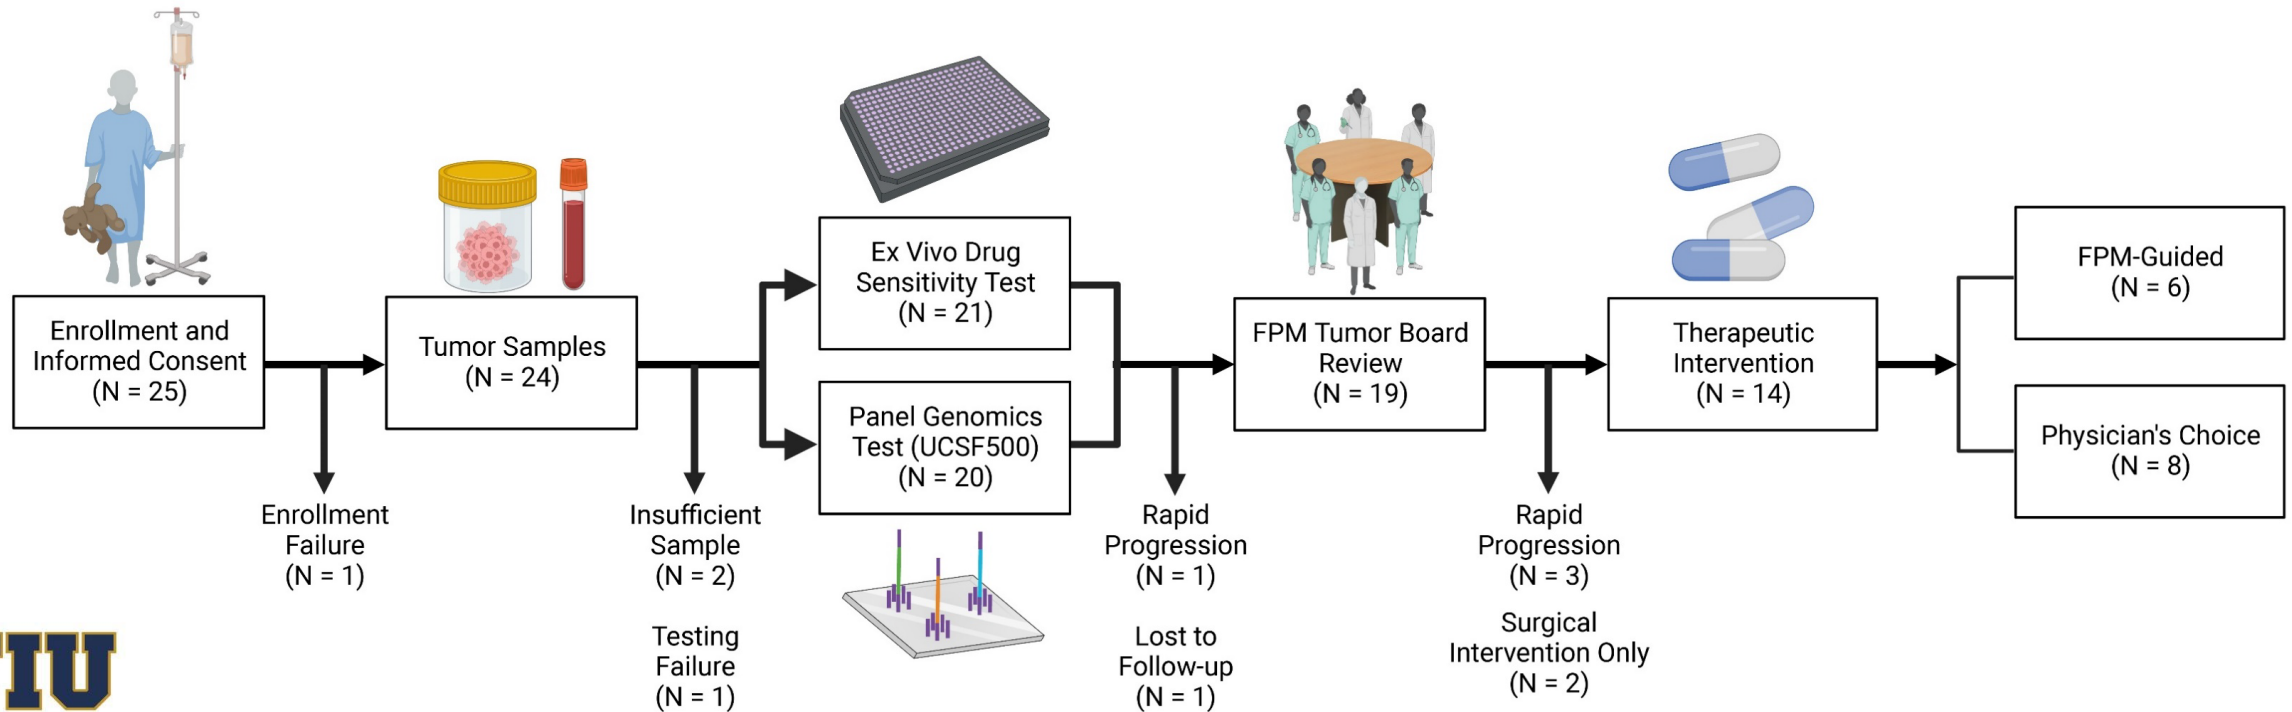 Enrollment and
Informed Consent
(N = 25)
Enrollment
Failure
(N = 1)
Tumor Samples
(N = 24)
Insufficient
Sample
(N = 2)
Testing
Failure
(N = 1)
Ex Vivo Drug
Sensitivity Test
(N = 21)
Panel Genomics
Test (UCSF500)
(N = 20)
Rapid
Progression
(N = 1)
Lost to
Follow-up
(N = 1)
FPM Tumor Board
Review
(N = 19)
Rapid
Progression
(N = 3)
Surgical
Intervention Only
(N = 2)
Therapeutic
Intervention
(N = 14)
FPM-Guided
(N = 6)
Physician's Choice
(N = 8)
IU